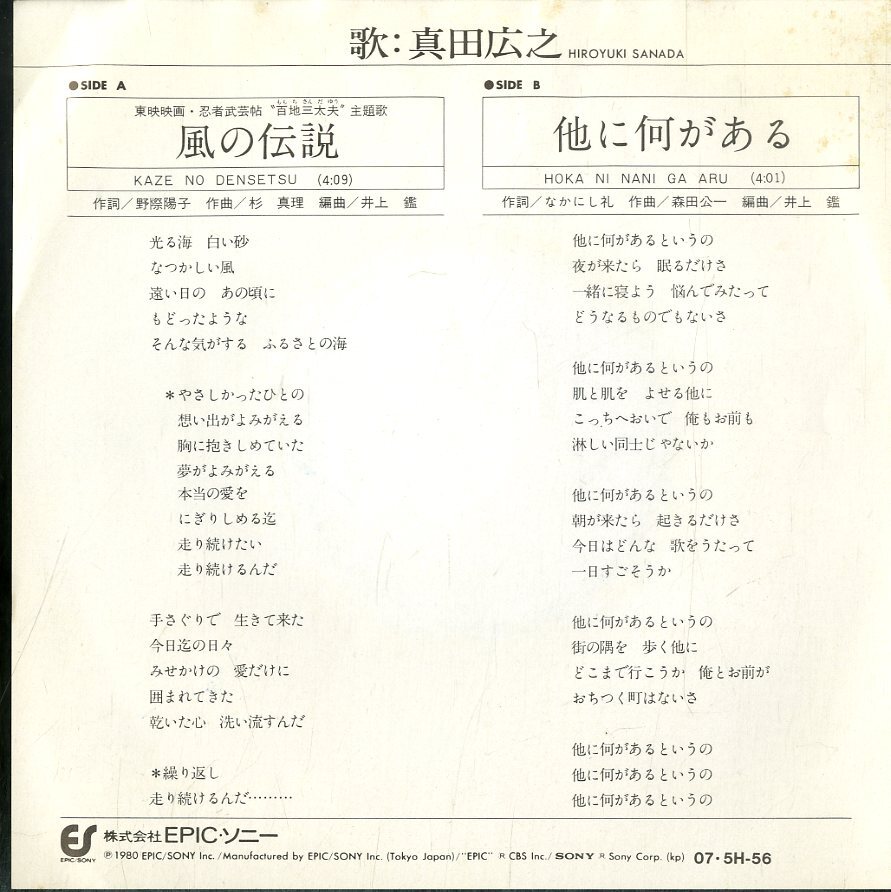 歌:真田広之 HIROYUKI SANADA
●SIDE A
東映映画・忍者武芸帖 “百地三太夫” 主題歌
ももち さんだゆう
風の伝説
KAZE NO DENSETSU (4:09)
作詞/野際陽子 作曲/杉 真理 編曲/井上 鑑
光る海 白い砂
なつかしい風
遠い日の あの頃に
もどったような
そんな気がする ふるさとの海
*やさしかったひとの
想い出がよみがえる
胸に抱きしめていた
夢がよみがえる
本当の愛を
にぎりしめる迄
走り続けたい
走り続けるんだ
手さぐりで 生きて来た
今日迄の日々
みせかけの 愛だけに
囲まれてきた
乾いた心 洗い流すんだ
*繰り返し
走り続けるんだ………
●SIDE B
他に何がある
HOKA NI NANI GA ARU (4:01)
作詞/なかにし礼 作曲/森田公一 編曲/井上 鑑
他に何があるというの
夜が来たら 眠るだけさ
一緒に寝よう 悩んでみたって
どうなるものでもないさ
他に何があるというの
肌と肌を よせる他に
こっちへおいで 俺もお前も
淋しい同士じゃないか
他に何があるというの
朝が来たら 起きるだけさ
今日はどんな 歌をうたって
一日すごそうか
他に何があるというの
街の隅を 歩く他に
どこまで行こうか 俺とお前が
おちつく町はないさ
他に何があるというの
他に何があるというの
他に何があるというの
ES EPIC/SONY
株式会社EPIC・ソニー
Ⓟ1980 EPIC/SONY Inc./Manufactured by EPIC/SONY Inc. (Tokyo Japan)/"EPIC" ® CBS Inc./SONY ® Sony Corp. (kp) 07・5H-56